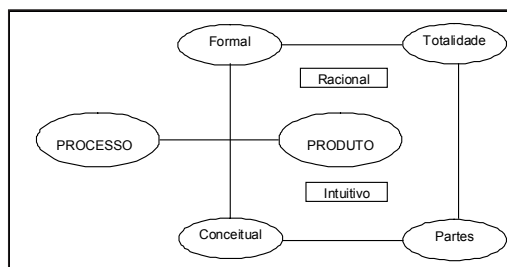 Formal
Totalidade
Racional
PROCESSO
PRODUTO
Intuitivo
Conceitual
Partes